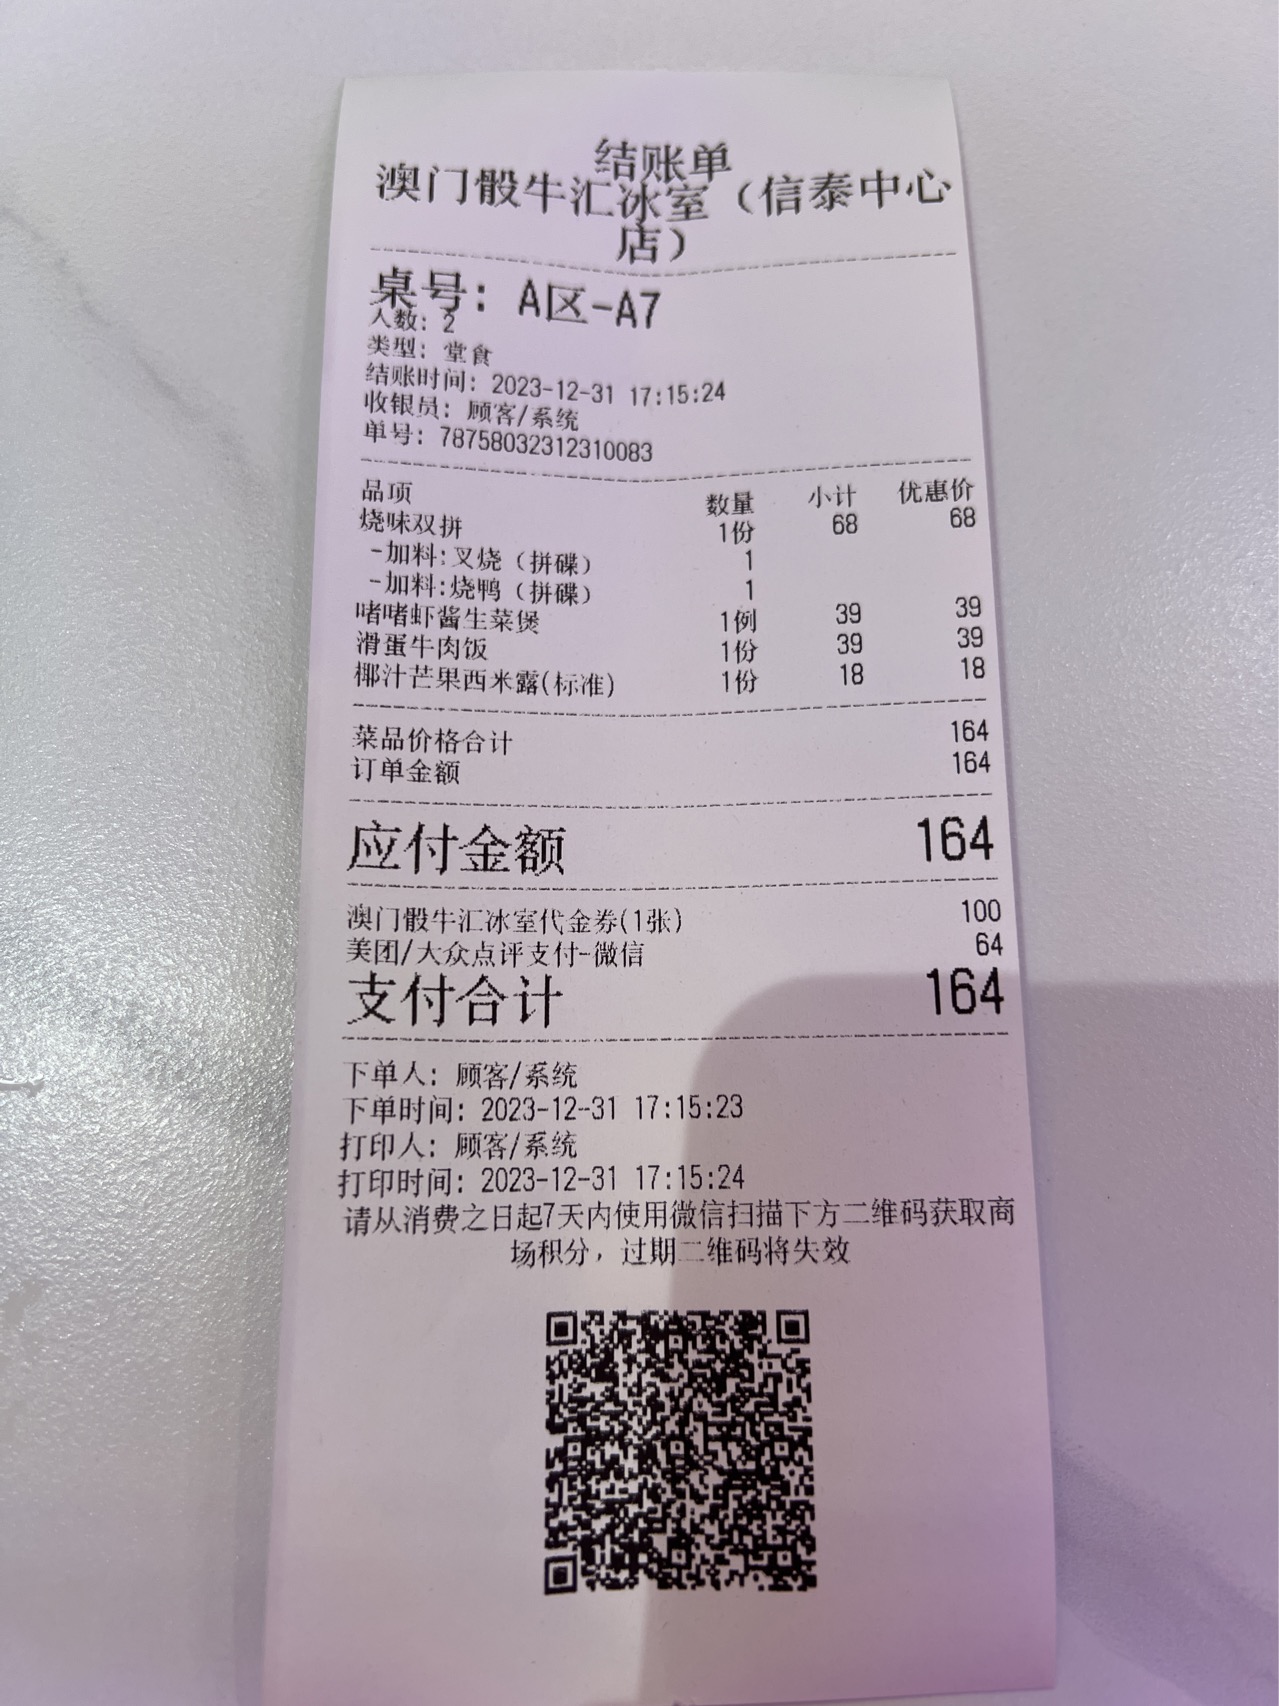 结账单
澳门骰牛汇冰室（信泰中心
店）
桌号：A区-A7
人数：2
类型：堂食
结账时间：2023-12-31 17:15:24
收银员：顾客/系统
单号：78758032312310083
品项 数量 小计 优惠价
烧味双拼 1份 68 68
-加料:叉烧（拼碟） 1
-加料:烧鸭（拼碟） 1
啫啫虾酱生菜煲 1例 39 39
滑蛋牛肉饭 1份 39 39
椰汁芒果西米露(标准) 1份 18 18
菜品价格合计 164
订单金额 164
应付金额 164
澳门骰牛汇冰室代金券(1张) 100
美团/大众点评支付-微信 64
支付合计 164
下单人：顾客/系统
下单时间：2023-12-31 17:15:23
打印人：顾客/系统
打印时间：2023-12-31 17:15:24
请从消费之日起7天内使用微信扫描下方二维码获取商
场积分，过期二维码将失效